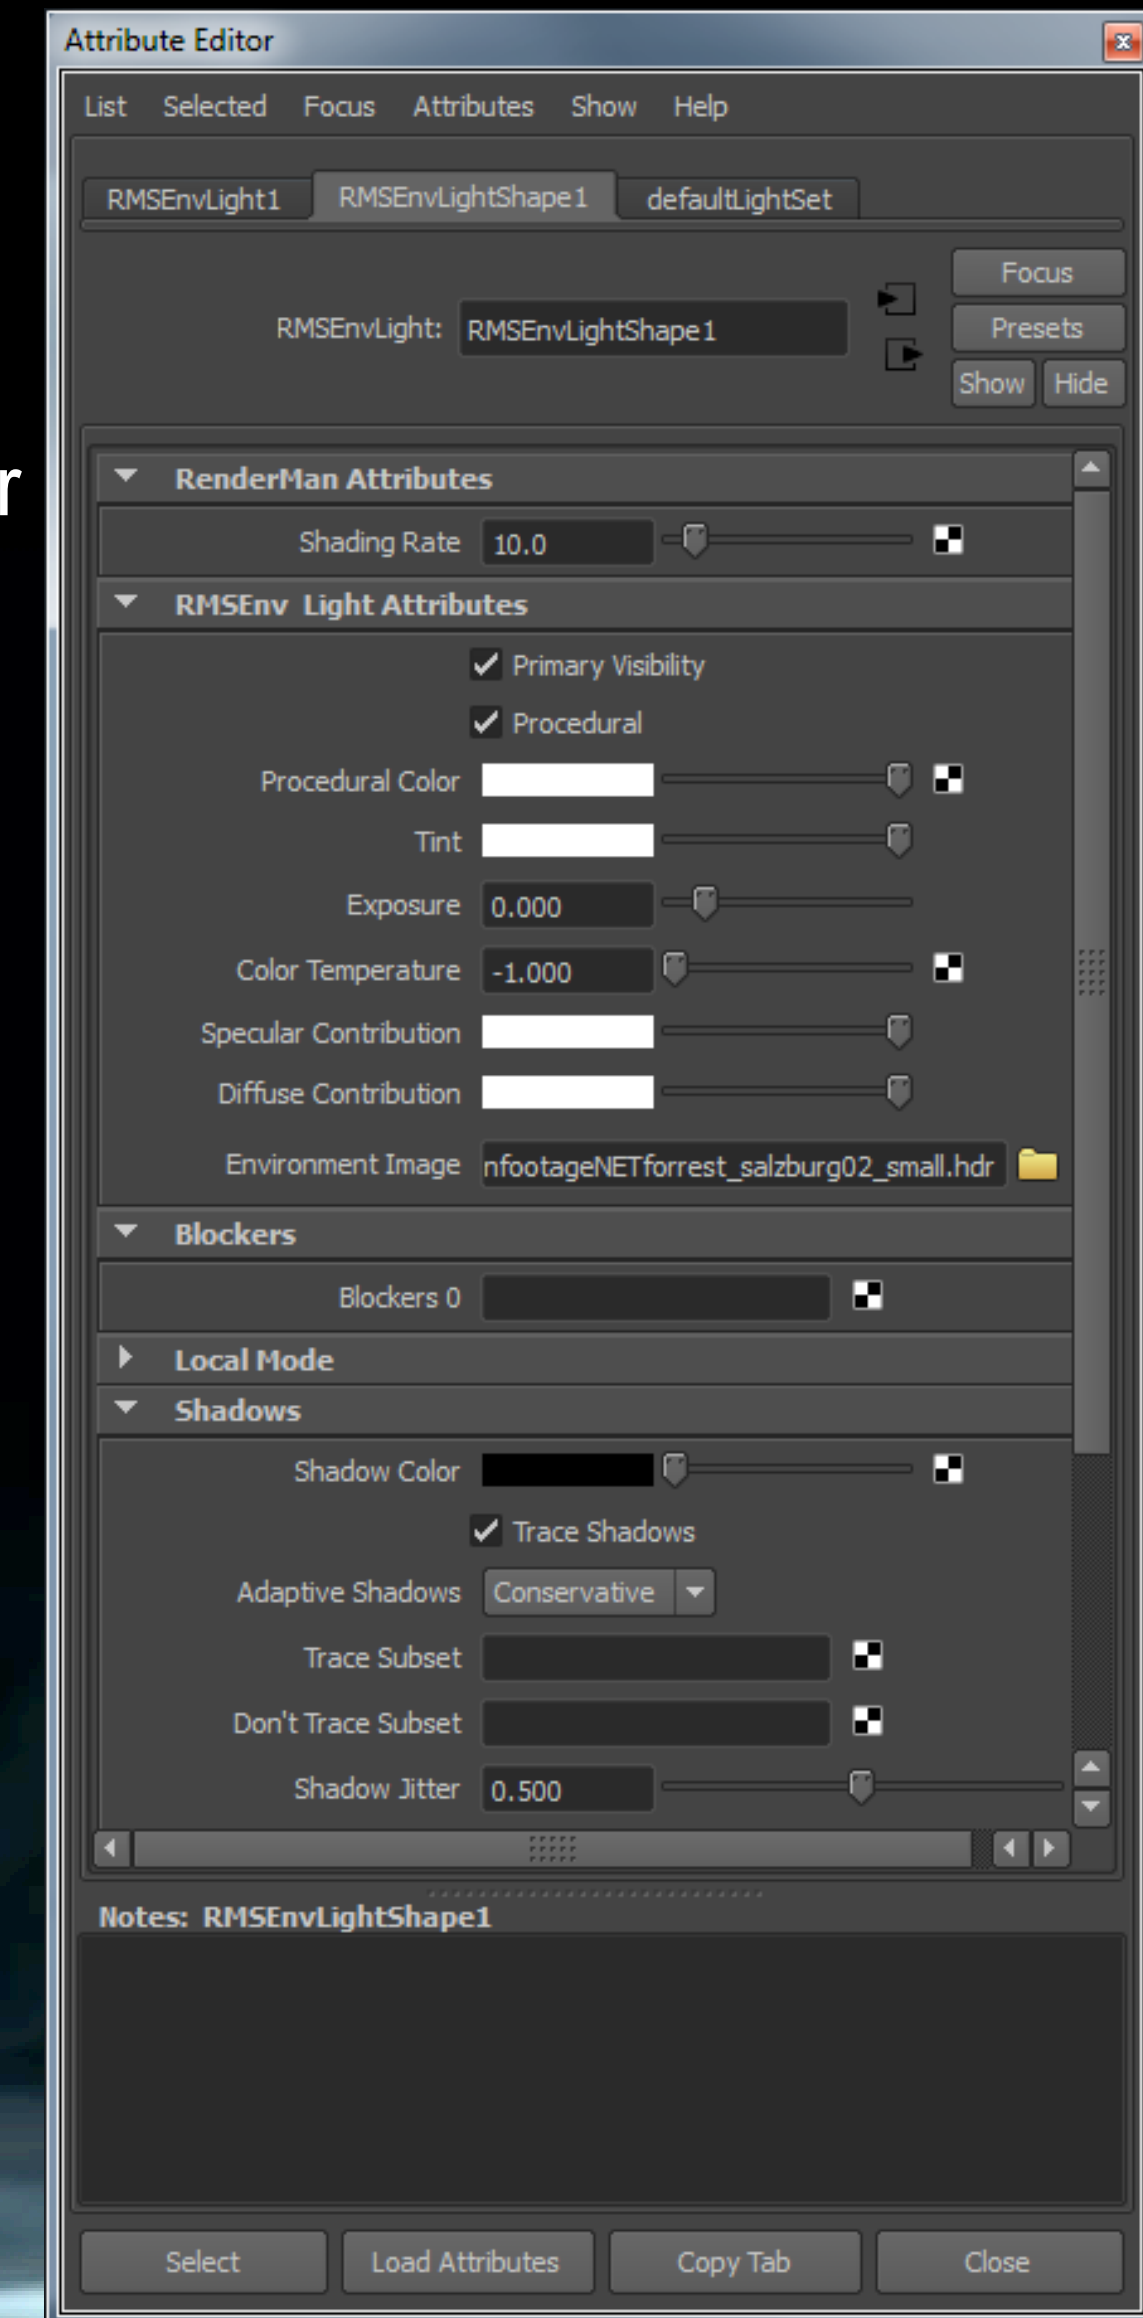 Attribute Editor
List Selected Focus Attributes Show Help
RMSEnvLight1 RMSEnvLightShape1 defaultLightSet
Focus
RMSEnvLight: RMSEnvLightShape1
Presets
Show Hide
r
RenderMan Attributes
Shading Rate 10.0
RMSEnv Light Attributes
Primary Visibility
Procedural
Procedural Color
Tint
Exposure 0.000
Color Temperature -1.000
Specular Contribution
Diffuse Contribution
Environment Image nfootageNETforrest_salzburg02_small.hdr
Blockers
Blockers 0
Local Mode
Shadows
Shadow Color
Trace Shadows
Adaptive Shadows Conservative
Trace Subset
Don't Trace Subset
Shadow Jitter 0.500
Notes: RMSEnvLightShape1
Select Load Attributes Copy Tab Close